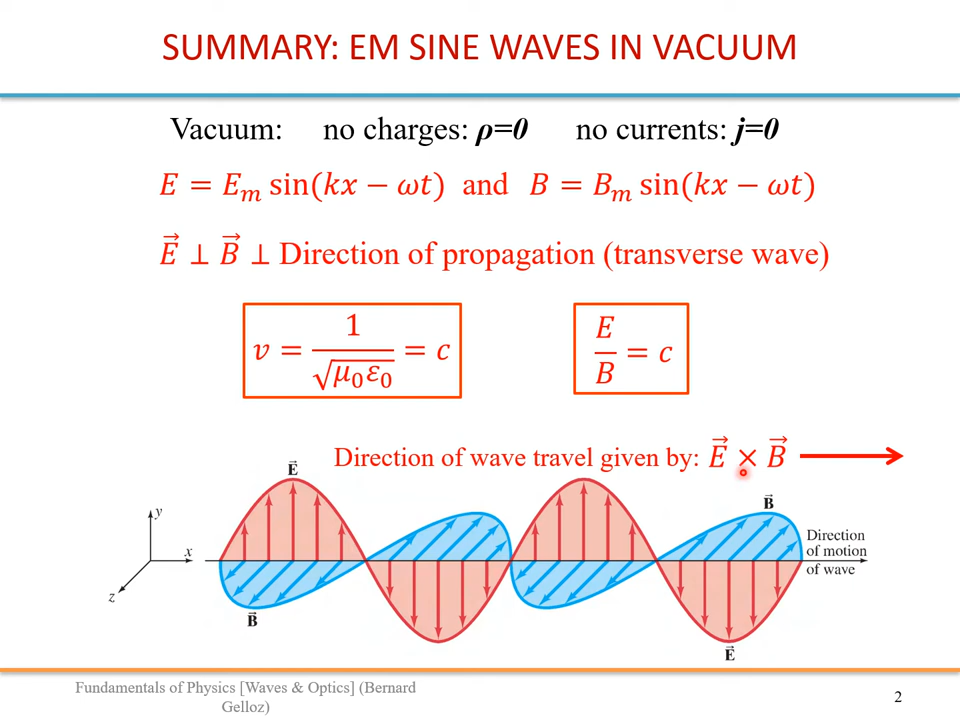 SUMMARY: EM SINE WAVES IN VACUUM
Vacuum: no charges: ρ=0 no currents: j=0
E = Eₘ sin(kx − ωt) and B = Bₘ sin(kx − ωt)
E⃗ ⊥ B⃗ ⊥ Direction of propagation (transverse wave)
v = 1/√(μ₀ε₀) = c
E/B = c
Direction of wave travel given by: E⃗ × B⃗
E⃗
B⃗
y
x
z
Direction
of motion
of wave
B⃗
E⃗
Fundamentals of Physics [Waves & Optics] (Bernard
Gelloz)
2